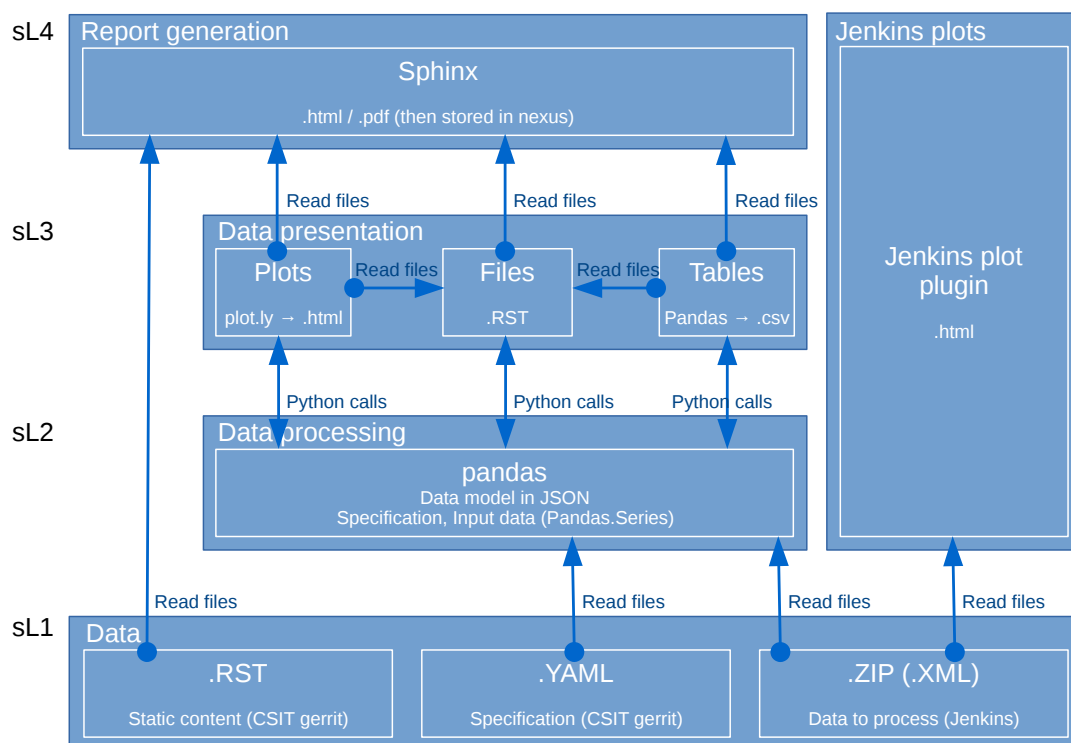 sL4
Report generation
Sphinx
.html / .pdf (then stored in nexus)
Jenkins plots
Jenkins plot
plugin
.html
Read files
Read files
Read files
sL3
Data presentation
Plots
plot.ly → .html
Read files
Files
.RST
Read files
Tables
Pandas → .csv
Python calls
Python calls
Python calls
sL2
Data processing
pandas
Data model in JSON
Specification, Input data (Pandas.Series)
Read files
Read files
Read files
Read files
sL1
Data
.RST
Static content (CSIT gerrit)
.YAML
Specification (CSIT gerrit)
.ZIP (.XML)
Data to process (Jenkins)